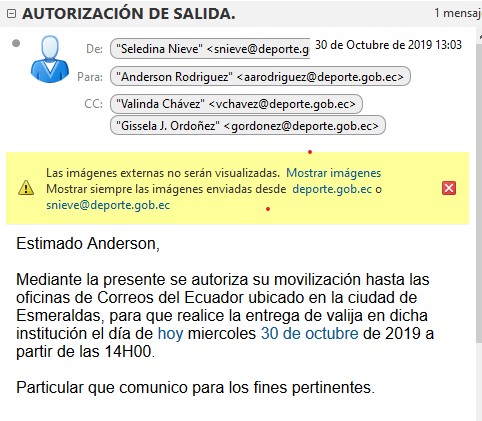 AUTORIZACIÓN DE SALIDA.
1 mensaj
De: "Seledina Nieve" <snieve@deporte.g
30 de Octubre de 2019 13:03
Para: "Anderson Rodriguez" <aarodriguez@deporte.gob.ec>
CC: "Valinda Chávez" <vchavez@deporte.gob.ec>
"Gissela J. Ordoñez" <gordonez@deporte.gob.ec>
Las imágenes externas no serán visualizadas. Mostrar imágenes
Mostrar siempre las imágenes enviadas desde deporte.gob.ec o
snieve@deporte.gob.ec
Estimado Anderson,
Mediante la presente se autoriza su movilización hasta las
oficinas de Correos del Ecuador ubicado en la ciudad de
Esmeraldas, para que realice la entrega de valija en dicha
institución el día de hoy miercoles 30 de octubre de 2019 a
partir de las 14H00.
Particular que comunico para los fines pertinentes.